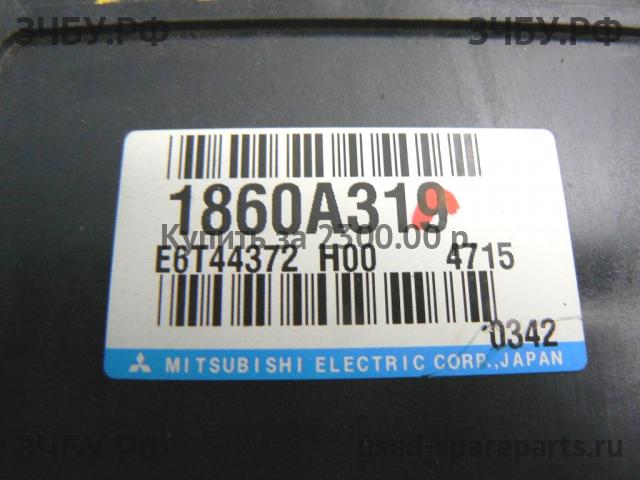 ЗЧБУ.РФ
ЗЧБУ.РФ
1860A319
Купить за 2300.00 р.
E6T44372 H00 4715
0342
MITSUBISHI ELECTRIC CORP.,JAPAN
ЗЧБУ.РФ
used-spareparts.ru